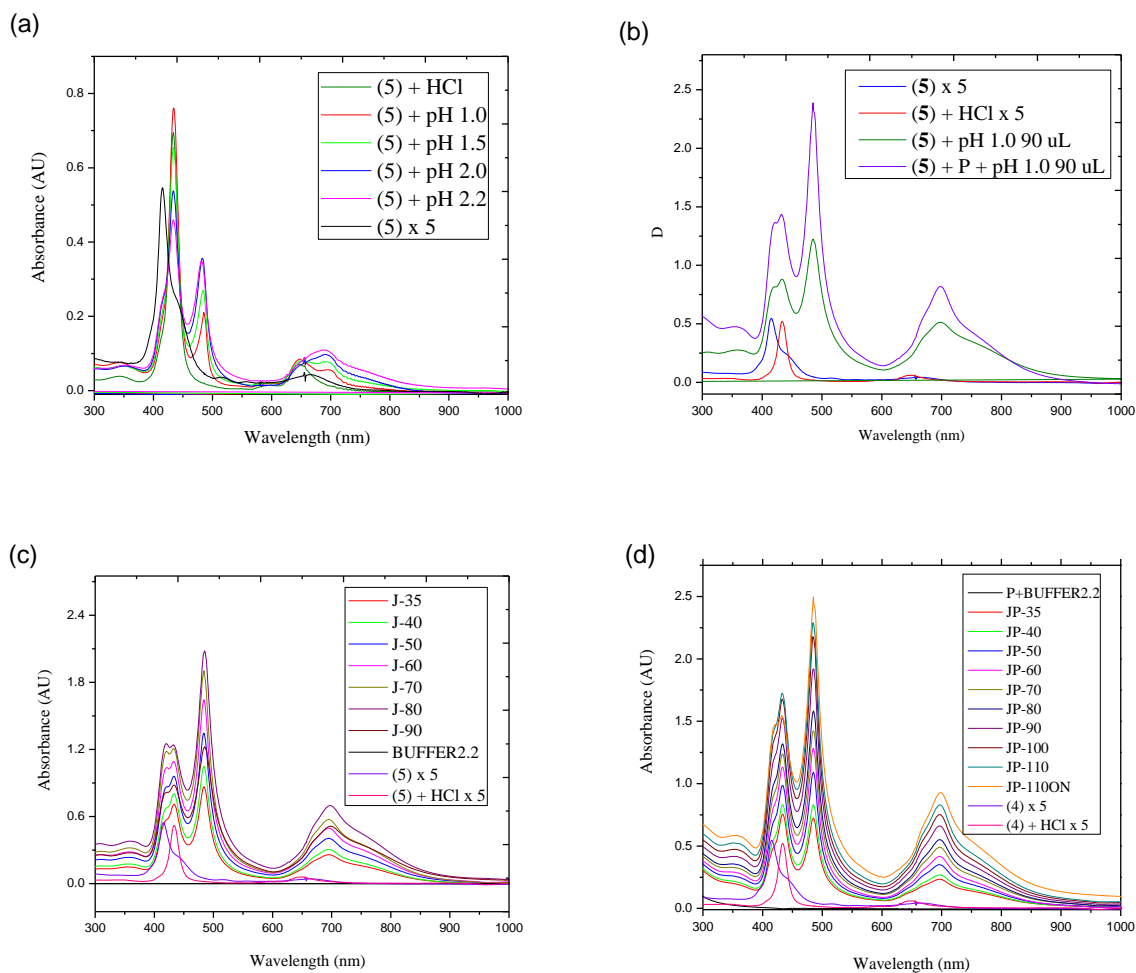 (a)
Absorbance (AU)
0.8
0.6
0.4
0.2
0.0
300 400 500 600 700 800 900 1000
Wavelength (nm)
(5) + HCl
(5) + pH 1.0
(5) + pH 1.5
(5) + pH 2.0
(5) + pH 2.2
(5) x 5
(b)
D
2.5
2.0
1.5
1.0
0.5
0.0
300 400 500 600 700 800 900 1000
Wavelength (nm)
(5) x 5
(5) + HCl x 5
(5) + pH 1.0 90 uL
(5) + P + pH 1.0 90 uL
(c)
Absorbance (AU)
2.4
1.8
1.2
0.6
0.0
300 400 500 600 700 800 900 1000
Wavelength (nm)
J-35
J-40
J-50
J-60
J-70
J-80
J-90
BUFFER2.2
(5) x 5
(5) + HCl x 5
(d)
Absorbance (AU)
2.5
2.0
1.5
1.0
0.5
0.0
300 400 500 600 700 800 900 1000
Wavelength (nm)
P+BUFFER2.2
JP-35
JP-40
JP-50
JP-60
JP-70
JP-80
JP-90
JP-100
JP-110
JP-110ON
(4) x 5
(4) + HCl x 5